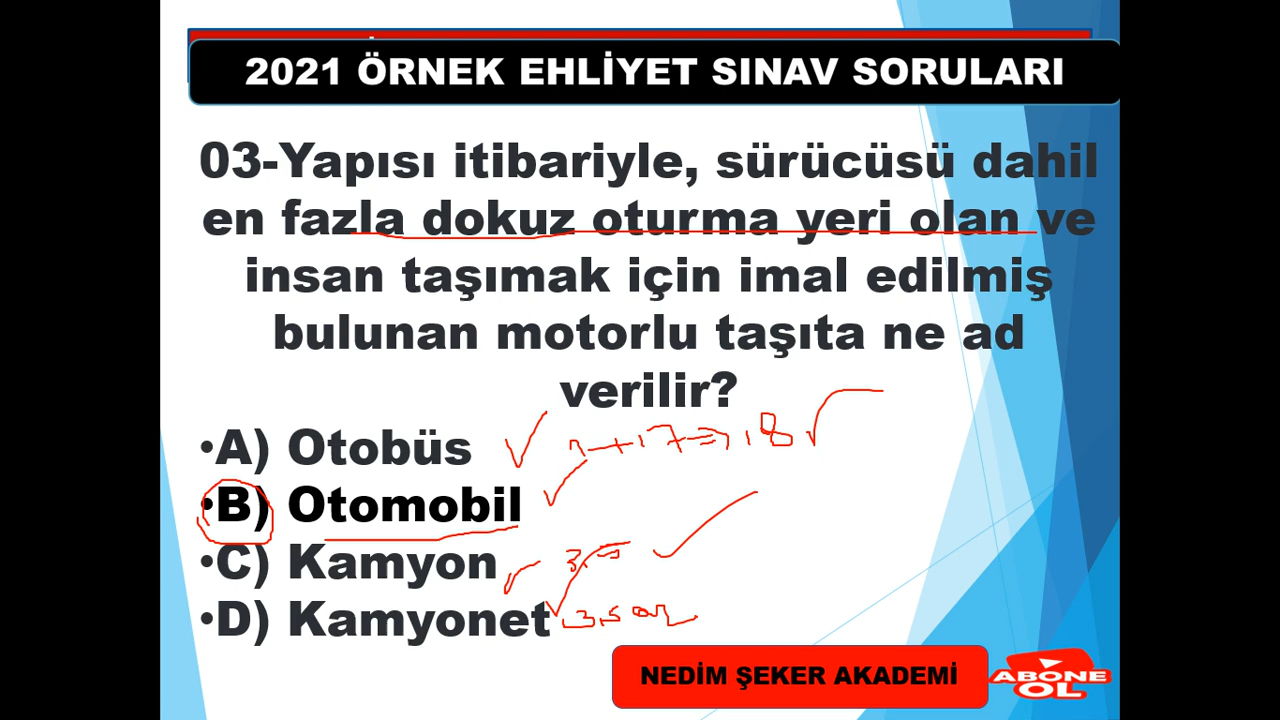 2021 ÖRNEK EHLİYET SINAV SORULARI
03-Yapısı itibariyle, sürücüsü dahil
en fazla dokuz oturma yeri olan ve
insan taşımak için imal edilmiş
bulunan motorlu taşıta ne ad
verilir?
•A) Otobüs
•B) Otomobil
•C) Kamyon
•D) Kamyonet
NEDİM ŞEKER AKADEMİ
ABONE
OL